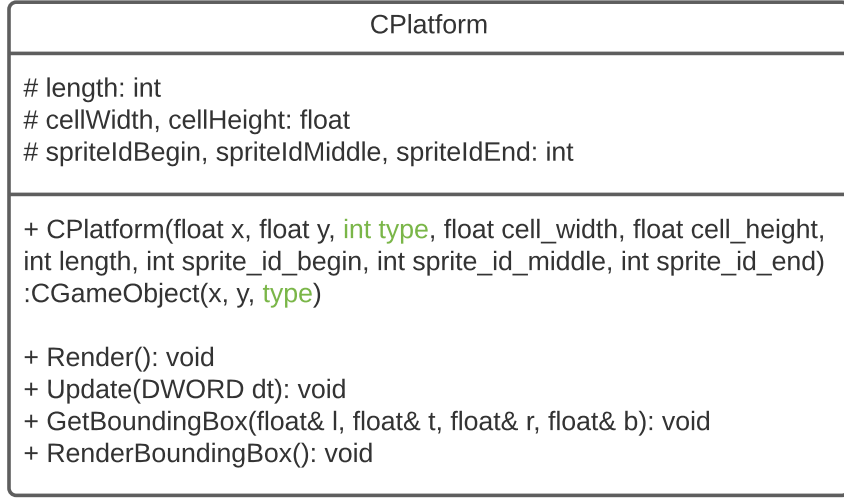 CPlatform
# length: int
# cellWidth, cellHeight: float
# spriteIdBegin, spriteIdMiddle, spriteIdEnd: int
+ CPlatform(float x, float y, int type, float cell_width, float cell_height,
int length, int sprite_id_begin, int sprite_id_middle, int sprite_id_end)
:CGameObject(x, y, type)
+ Render(): void
+ Update(DWORD dt): void
+ GetBoundingBox(float& l, float& t, float& r, float& b): void
+ RenderBoundingBox(): void